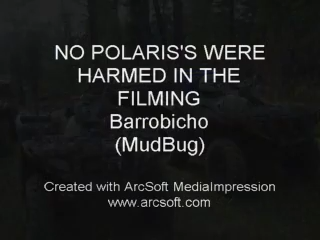 NO POLARIS'S WERE
HARMED IN THE
FILMING
Barrobicho
(MudBug)
Created with ArcSoft MediaImpression
www.arcsoft.com